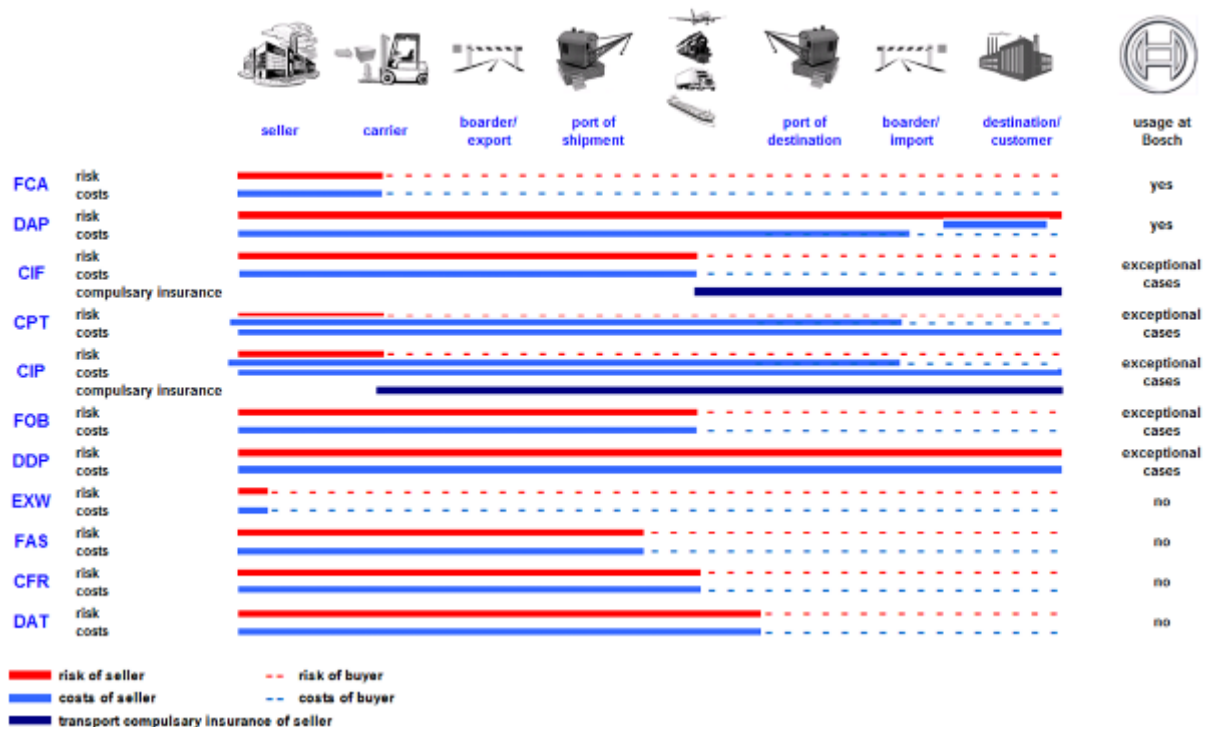 seller
carrier
boarder/
export
port of
shipment
port of
destination
boarder/
import
destination/
customer
usage at
Bosch
FCA
risk
costs
yes
DAP
risk
costs
yes
CIF
risk
costs
compulsary insurance
exceptional
cases
CPT
risk
costs
exceptional
cases
CIP
risk
costs
compulsary insurance
exceptional
cases
FOB
risk
costs
exceptional
cases
DDP
risk
costs
exceptional
cases
EXW
risk
costs
no
FAS
risk
costs
no
CFR
risk
costs
no
DAT
risk
costs
no
risk of seller
risk of buyer
costs of seller
costs of buyer
transport compulsary insurance of seller